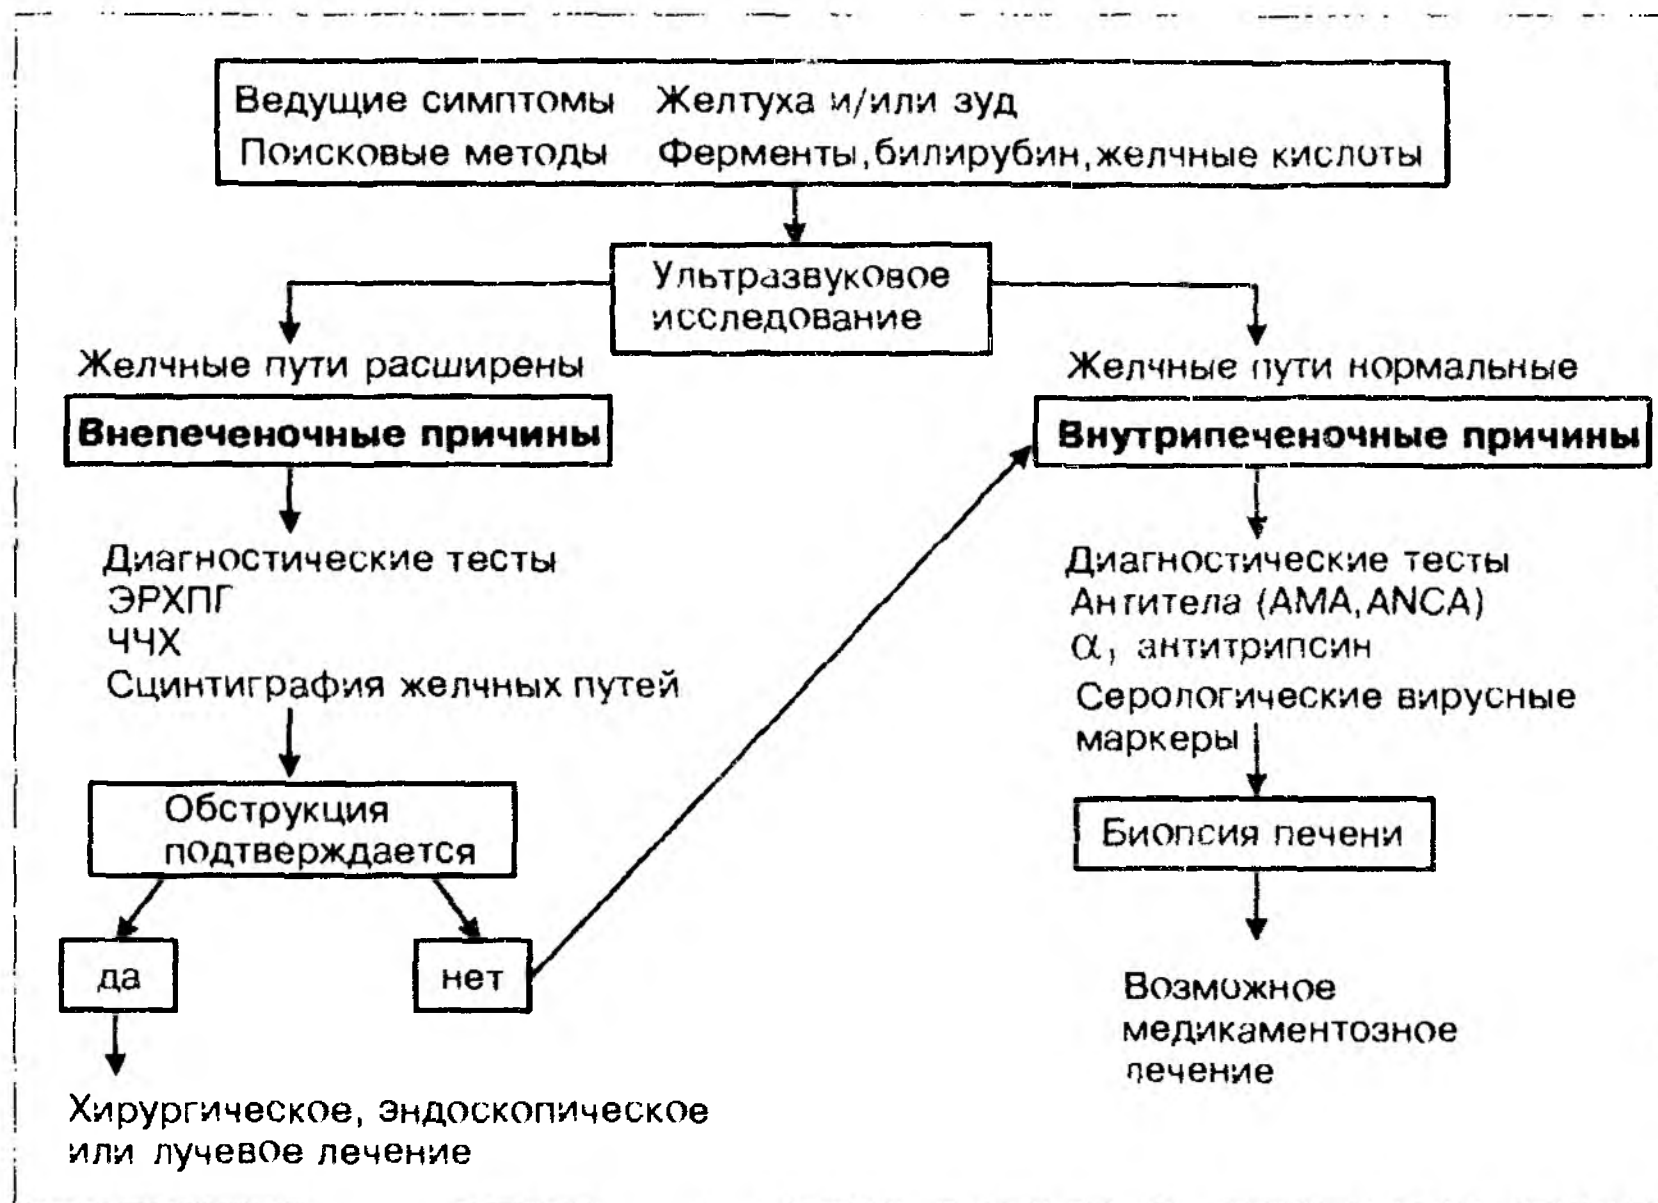 Ведущие симптомы Желтуха и/или зуд
Поисковые методы Ферменты, билирубин, желчные кислоты
Ультразвуковое
исследование
Желчные пути расширены
Внепеченочные причины
Диагностические тесты
ЭРХПГ
ЧЧХ
Сцинтиграфия желчных путей
Обструкция
подтверждается
да
нет
Хирургическое, эндоскопическое
или лучевое лечение
Желчные пути нормальные
Внутрипеченочные причины
Диагностические тесты
Антитела (AMA, ANCA)
α₁ антитрипсин
Серологические вирусные
маркеры
Биопсия печени
Возможное
медикаментозное
лечение